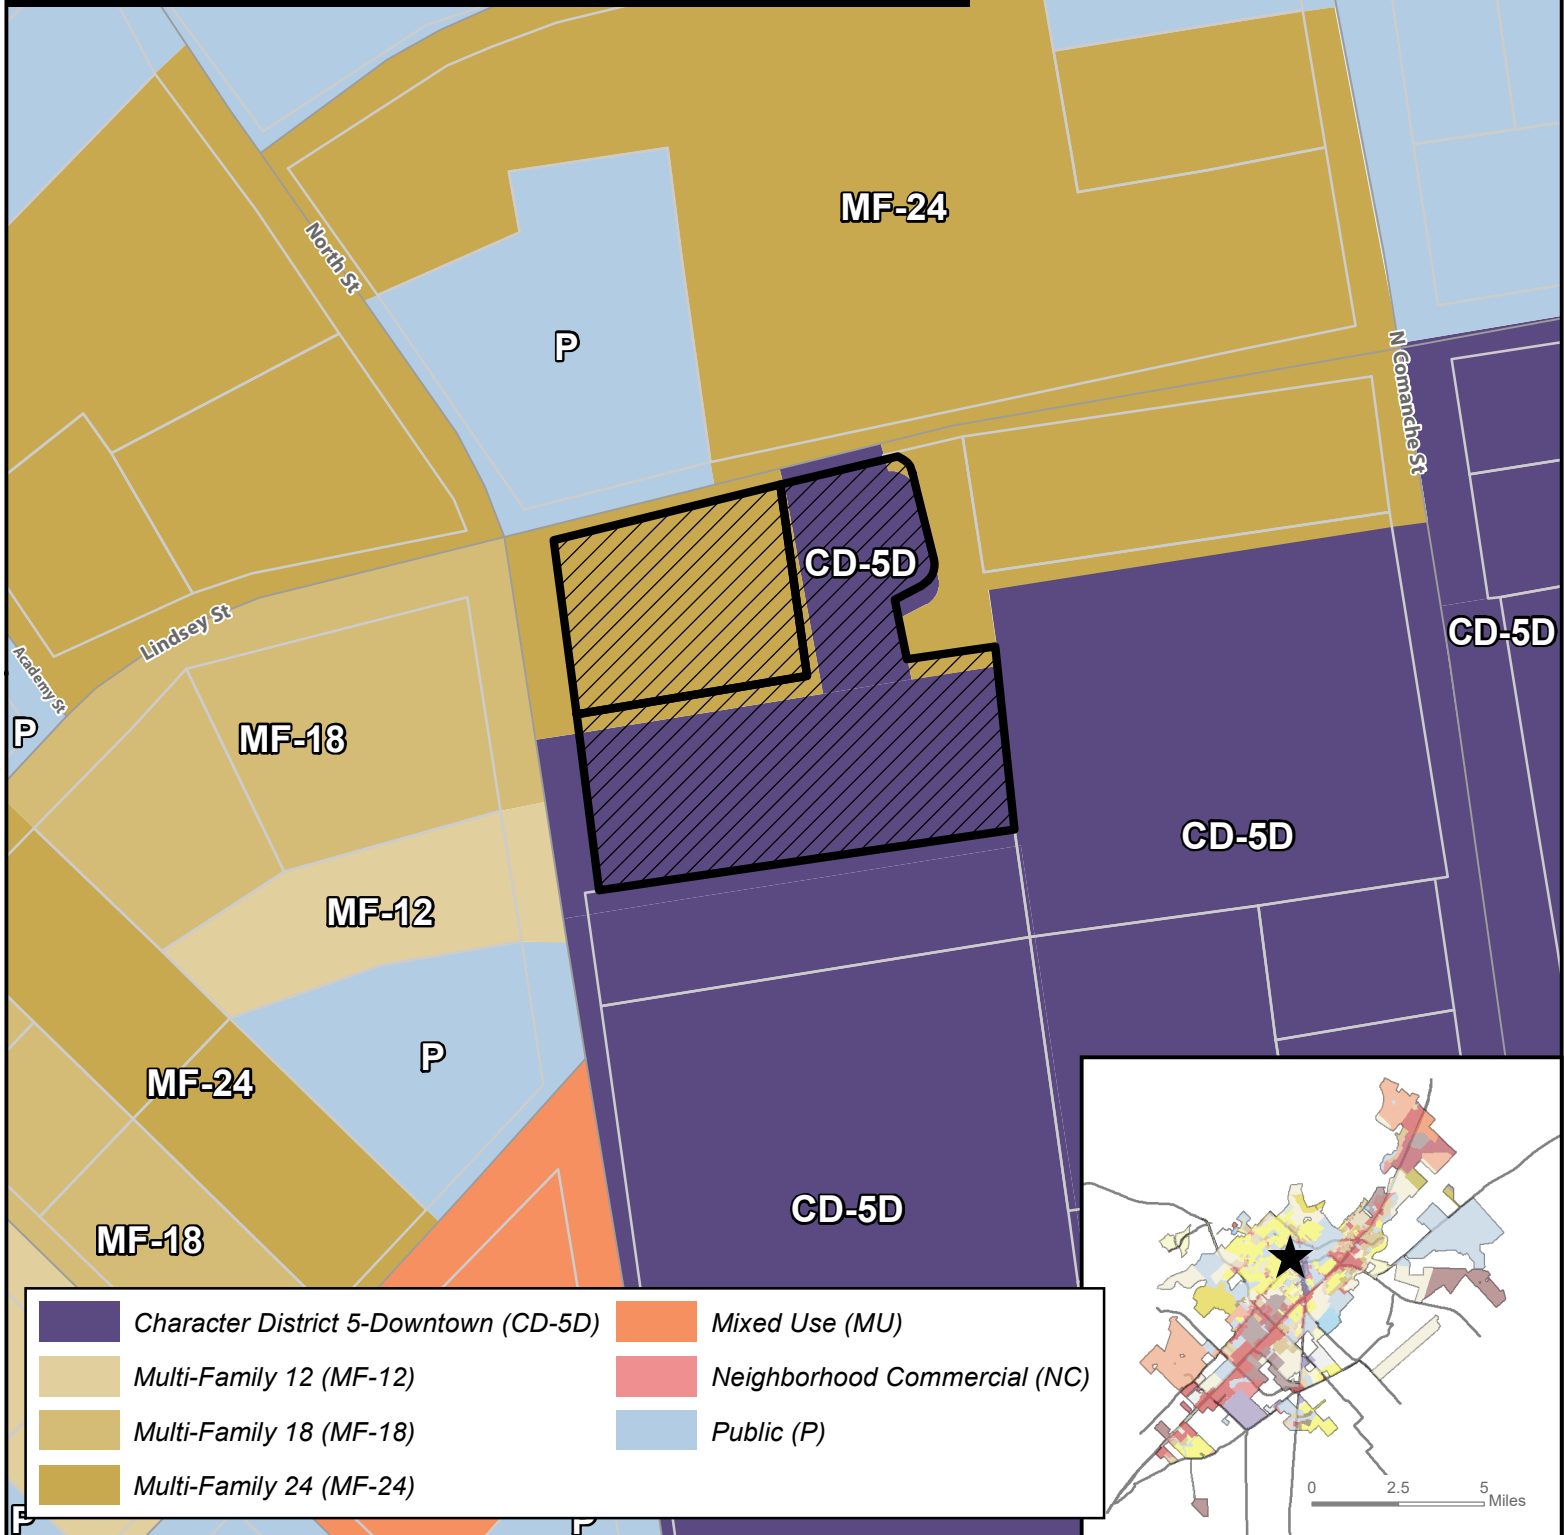 MF-24
North St
P
N Comanche St
CD-5D
CD-5D
Lindsey St
Academy St
P
MF-18
CD-5D
MF-12
P
MF-24
CD-5D
MF-18
Character District 5-Downtown (CD-5D)
Multi-Family 12 (MF-12)
Multi-Family 18 (MF-18)
Multi-Family 24 (MF-24)
Mixed Use (MU)
Neighborhood Commercial (NC)
Public (P)
0 2.5 5
Miles
P
P